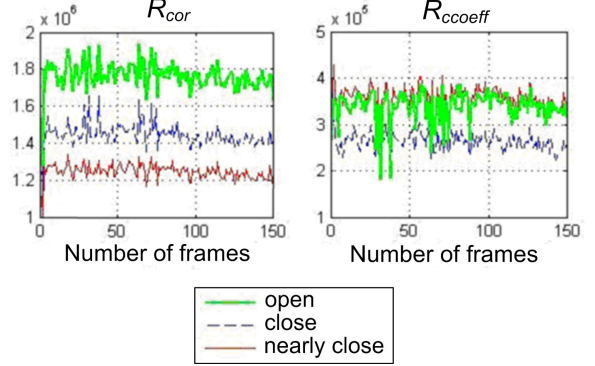 R_cor
R_ccoeff
x 10^6
x 10^5
2
1.8
1.6
1.4
1.2
1
0
50
100
150
5
4
3
2
1
0
50
100
150
Number of frames
Number of frames
open
close
nearly close